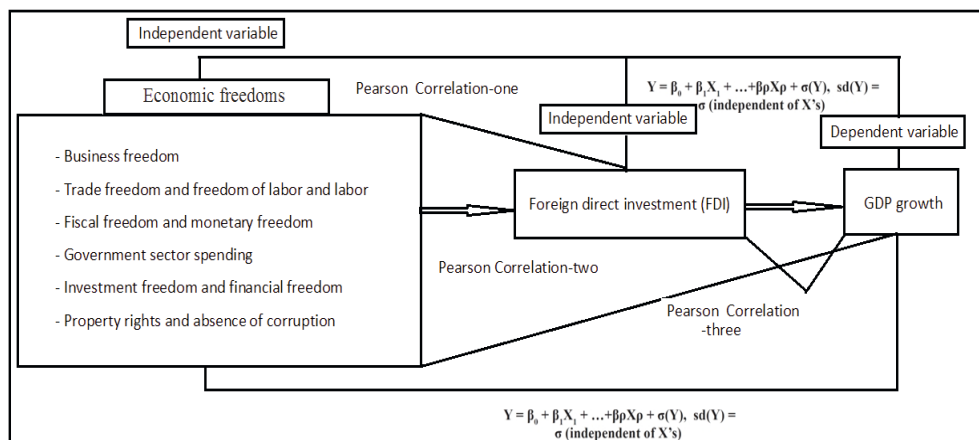 Independent variable
Economic freedoms
Pearson Correlation-one
Y = β₀ + β₁X₁ + …+βρXρ + σ(Y), sd(Y) =
σ (independent of X's)
Independent variable
Dependent variable
- Business freedom
- Trade freedom and freedom of labor and labor
- Fiscal freedom and monetary freedom
- Government sector spending
- Investment freedom and financial freedom
- Property rights and absence of corruption
Foreign direct investment (FDI)
GDP growth
Pearson Correlation-two
Pearson Correlation
-three
Y = β₀ + β₁X₁ + …+βρXρ + σ(Y), sd(Y) =
σ (independent of X's)